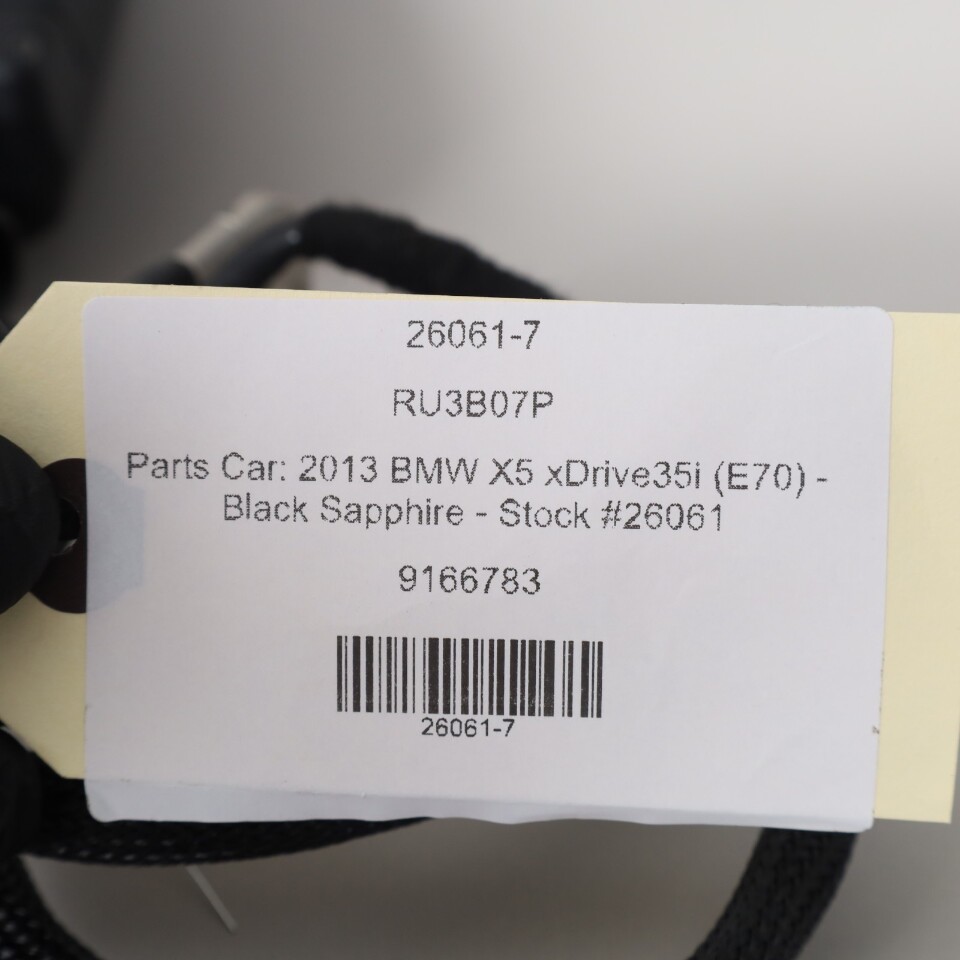 26061-7
RU3B07P
Parts Car: 2013 BMW X5 xDrive35i (E70) -
Black Sapphire - Stock #26061
9166783
26061-7